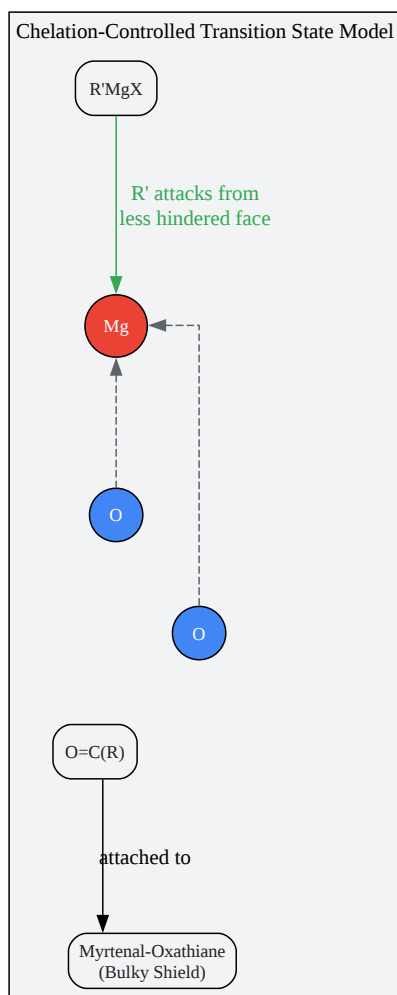 Chelation-Controlled Transition State Model
R'MgX
R' attacks from
less hindered face
Mg
O
O
O=C(R)
attached to
Myrtenal-Oxathiane
(Bulky Shield)